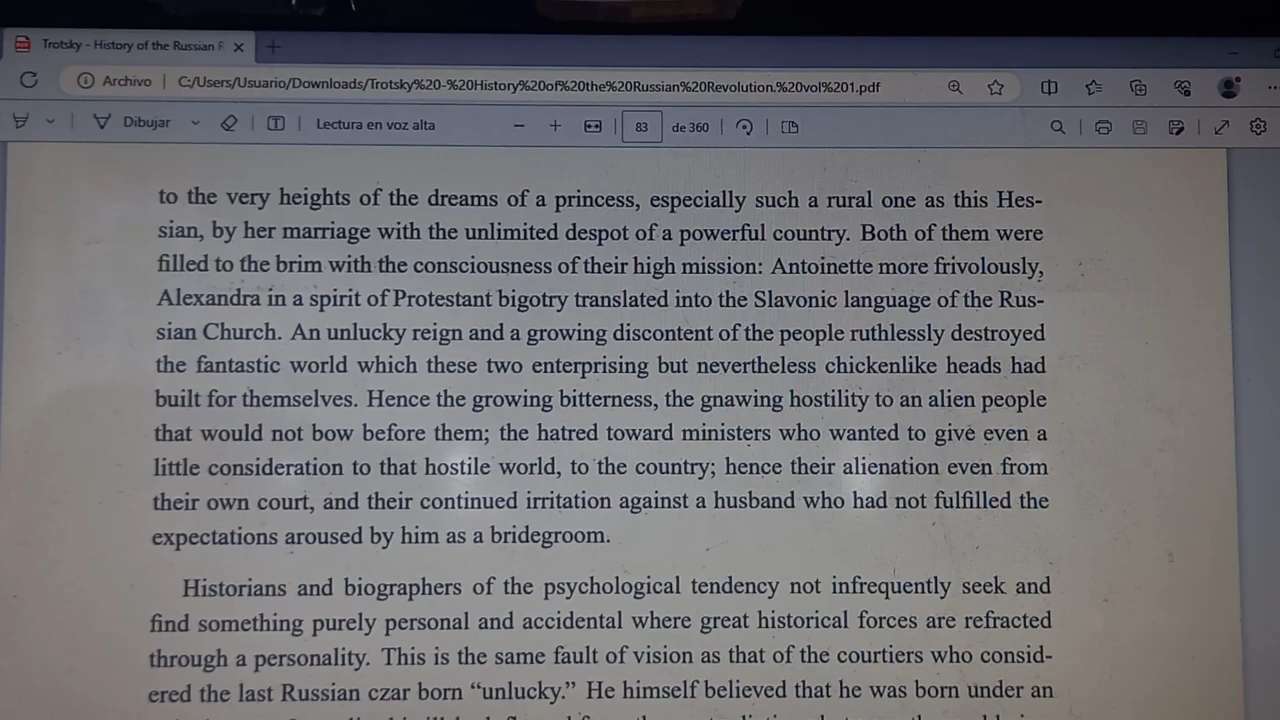 Trotsky - History of the Russian R
Archivo | C:/Users/Usuario/Downloads/Trotsky%20-%20History%20of%20the%20Russian%20Revolution.%20vol%201.pdf
Dibujar | Lectura en voz alta 83 de 360
to the very heights of the dreams of a princess, especially such a rural one as this Hes-
sian, by her marriage with the unlimited despot of a powerful country. Both of them were
filled to the brim with the consciousness of their high mission: Antoinette more frivolously,
Alexandra in a spirit of Protestant bigotry translated into the Slavonic language of the Rus-
sian Church. An unlucky reign and a growing discontent of the people ruthlessly destroyed
the fantastic world which these two enterprising but nevertheless chickenlike heads had
built for themselves. Hence the growing bitterness, the gnawing hostility to an alien people
that would not bow before them; the hatred toward ministers who wanted to give even a
little consideration to that hostile world, to the country; hence their alienation even from
their own court, and their continued irritation against a husband who had not fulfilled the
expectations aroused by him as a bridegroom.
Historians and biographers of the psychological tendency not infrequently seek and
find something purely personal and accidental where great historical forces are refracted
through a personality. This is the same fault of vision as that of the courtiers who consid-
ered the last Russian czar born “unlucky.” He himself believed that he was born under an